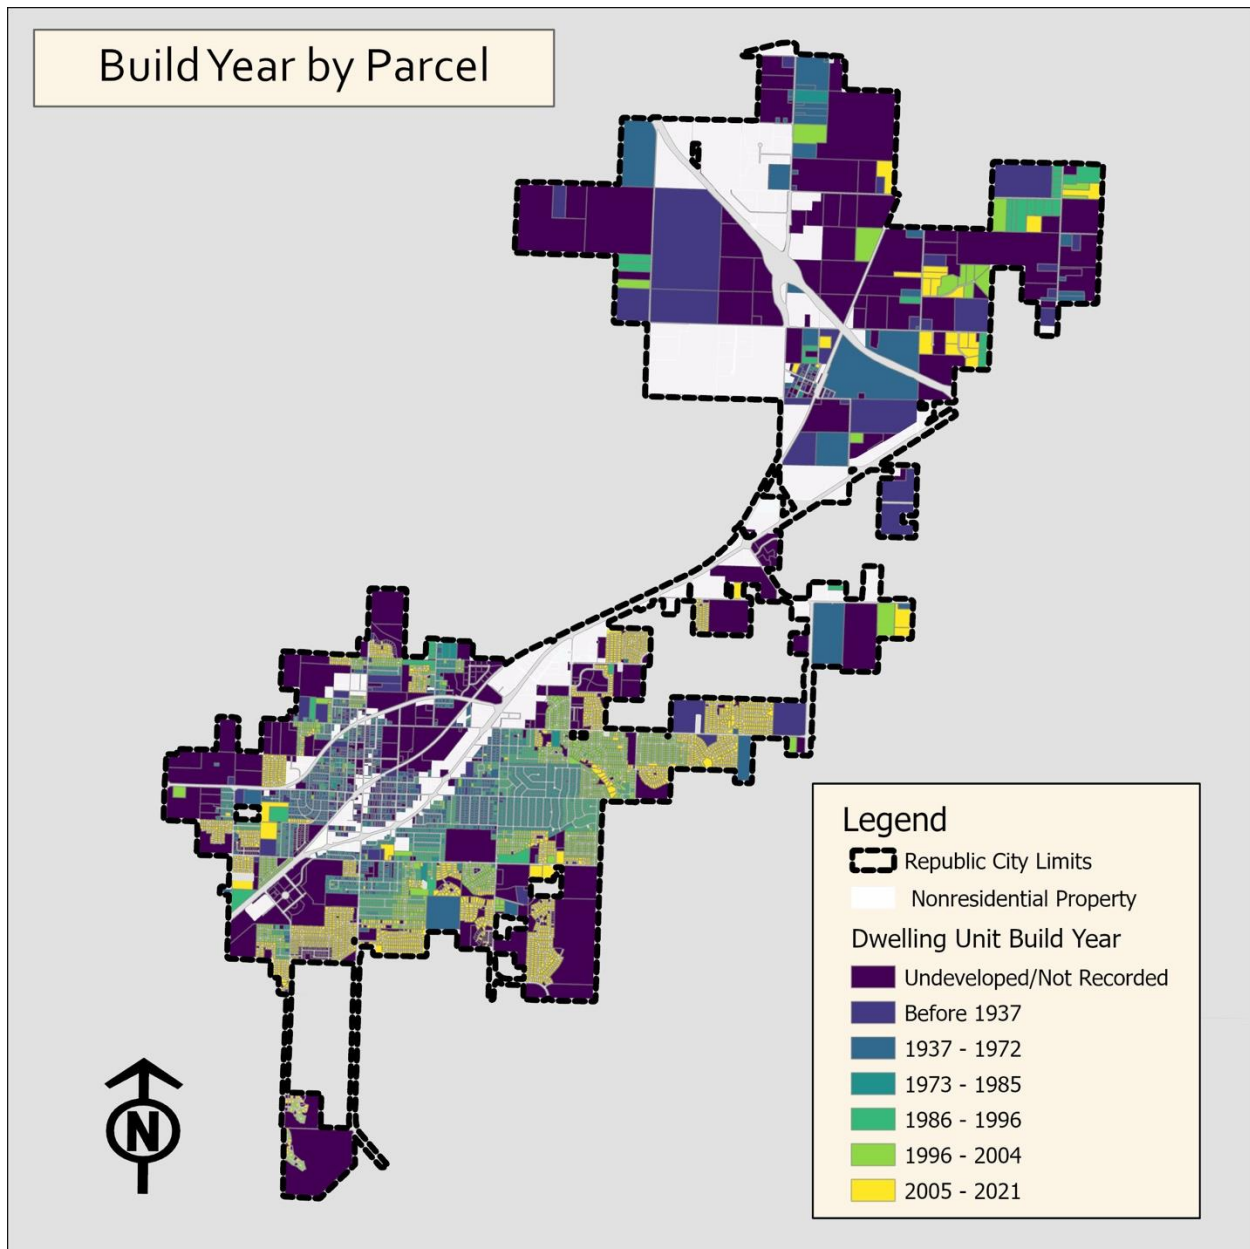 Build Year by Parcel
Legend
Republic City Limits
Nonresidential Property
Dwelling Unit Build Year
Undeveloped/Not Recorded
Before 1937
1937 - 1972
1973 - 1985
1986 - 1996
1996 - 2004
2005 - 2021
N